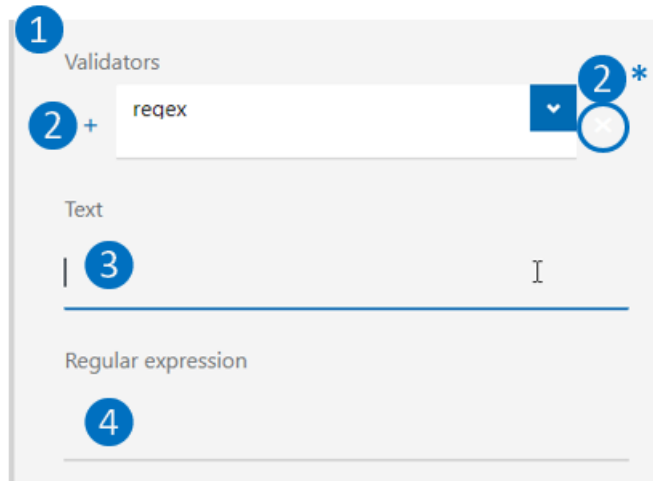 1
Validators
2 *
2 + regex
Text
3
Regular expression
4